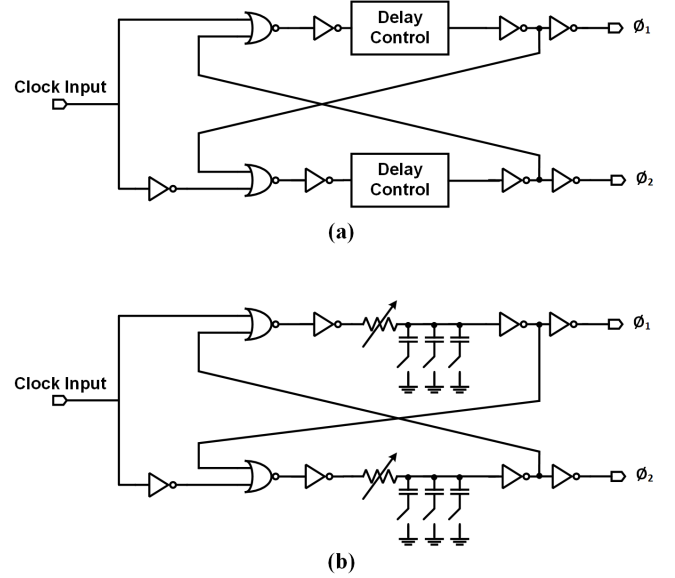 Delay
Control
Ø1
Clock Input
Delay
Control
Ø2
(a)
Ø1
Clock Input
Ø2
(b)